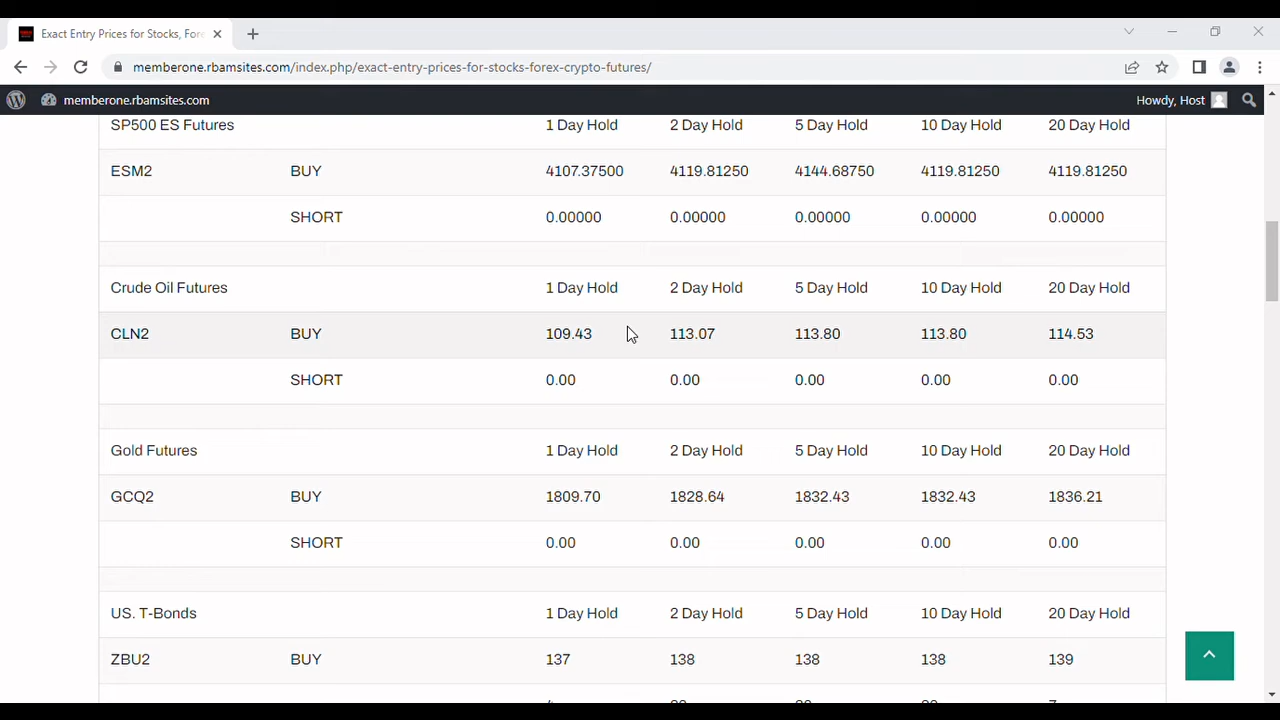 Exact Entry Prices for Stocks, For
memberone.rbamsites.com/index.php/exact-entry-prices-for-stocks-forex-crypto-futures/
memberone.rbamsites.com Howdy, Host
SP500 ES Futures 1 Day Hold 2 Day Hold 5 Day Hold 10 Day Hold 20 Day Hold
ESM2 BUY 4107.37500 4119.81250 4144.68750 4119.81250 4119.81250
SHORT 0.00000 0.00000 0.00000 0.00000 0.00000
Crude Oil Futures 1 Day Hold 2 Day Hold 5 Day Hold 10 Day Hold 20 Day Hold
CLN2 BUY 109.43 113.07 113.80 113.80 114.53
SHORT 0.00 0.00 0.00 0.00 0.00
Gold Futures 1 Day Hold 2 Day Hold 5 Day Hold 10 Day Hold 20 Day Hold
GCQ2 BUY 1809.70 1828.64 1832.43 1832.43 1836.21
SHORT 0.00 0.00 0.00 0.00 0.00
US. T-Bonds 1 Day Hold 2 Day Hold 5 Day Hold 10 Day Hold 20 Day Hold
ZBU2 BUY 137 138 138 138 139